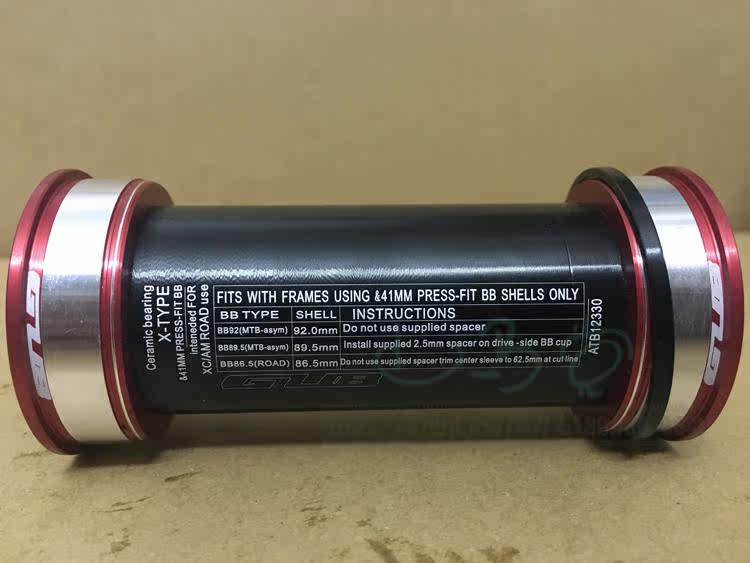 GUB
Ceramic bearing
X-TYPE
&41MM PRESS-FIT BB
inteneded FOR
XC/AM ROAD use
FITS WITH FRAMES USING &41MM PRESS-FIT BB SHELLS ONLY
BB TYPE SHELL INSTRUCTIONS
BB92(MTB-asym) 92.0mm Do not use supplied spacer
BB89.5(MTB-asym) 89.5mm Install supplied 2.5mm spacer on drive -side BB cup
BB86.5(ROAD) 86.5mm Do not use supplied spacer trim center sleeve to 62.5mm at cut line
GUB
ATB12330
GUB